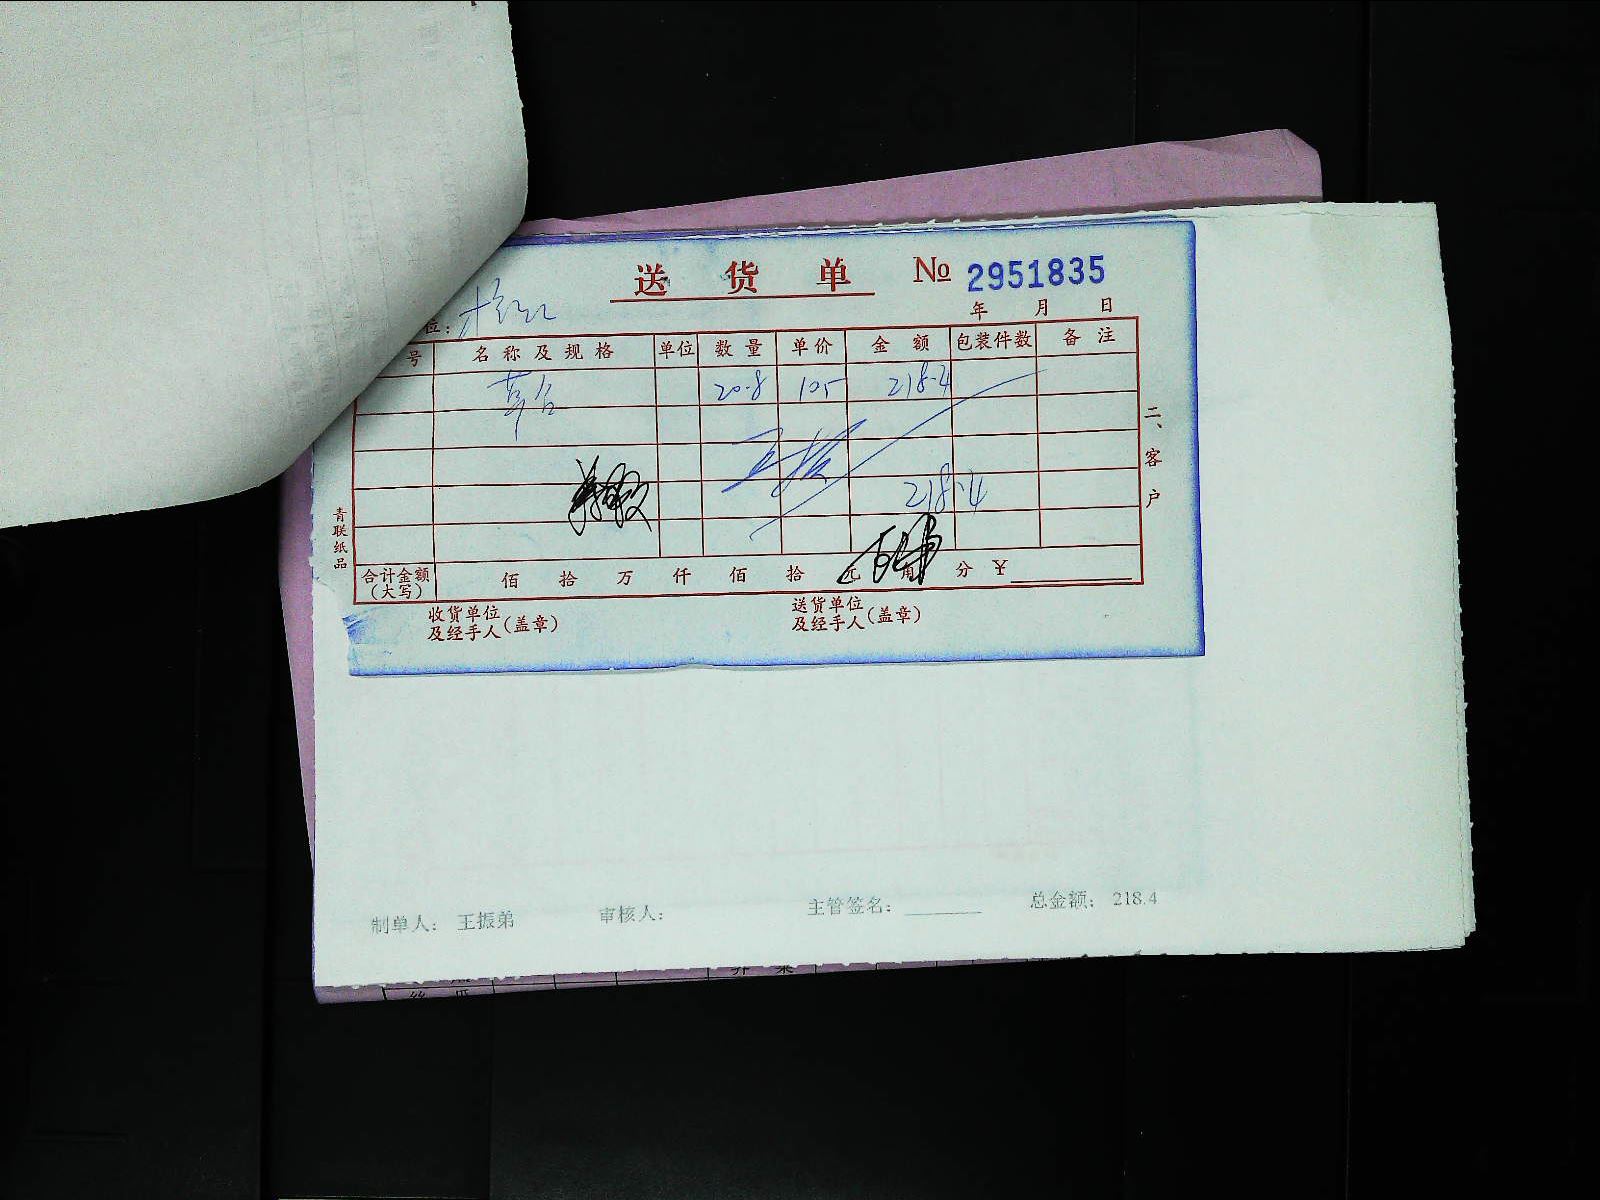 送货单 № 2951835
位:
年 月 日
号 名称及规格 单位 数量 单价 金额 包装件数 备注
草台 20.8 105 218.4
王振
218.4
合计金额(大写) 佰 拾 万 仟 佰 拾 元 角 分 ¥
收货单位及经手人(盖章) 送货单位及经手人(盖章)
二、客户
青联纸品
制单人: 王振弟 审核人: 主管签名: 总金额: 218.4